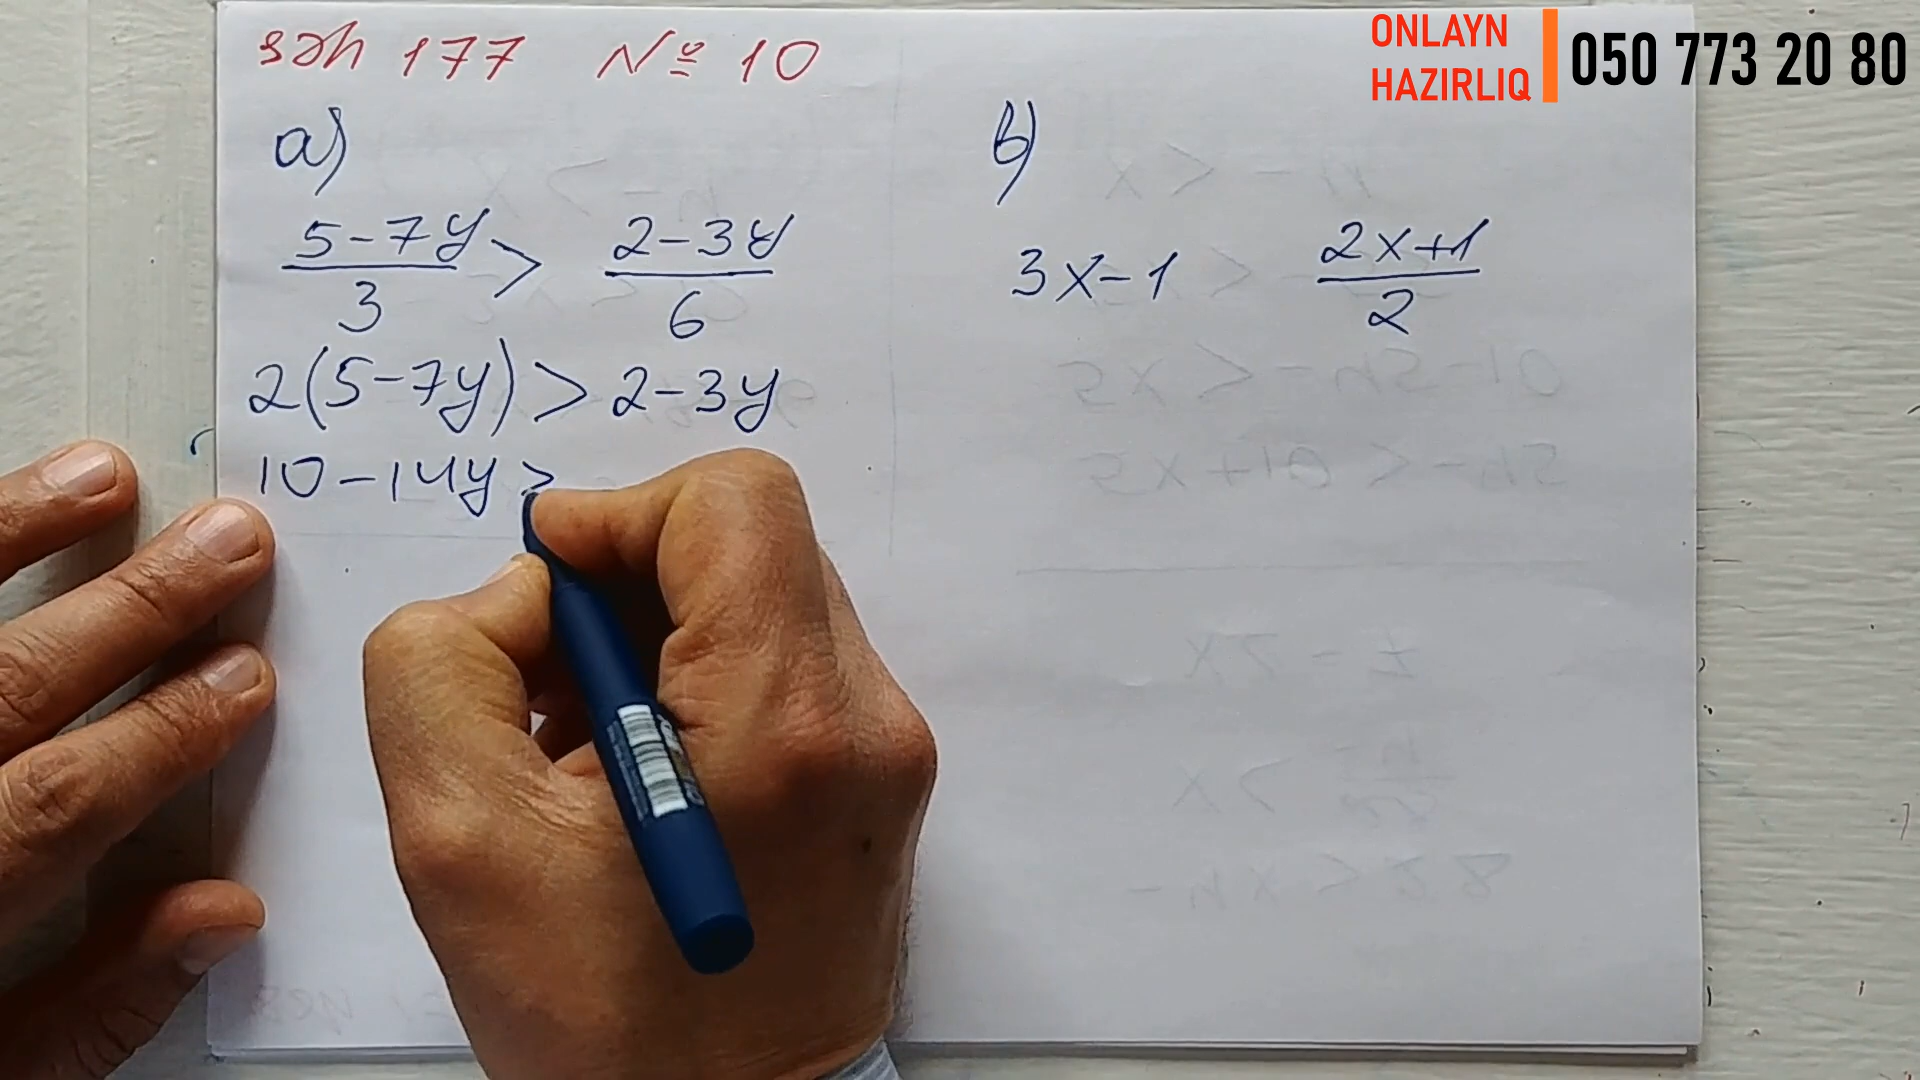 ONLAYN
HAZIRLIQ
050 773 20 80
səh 177 № 10
a)
5-7y/3 > 2-3y/6
2(5-7y) > 2-3y
10-14y >
b)
3x-1 2x+1/2